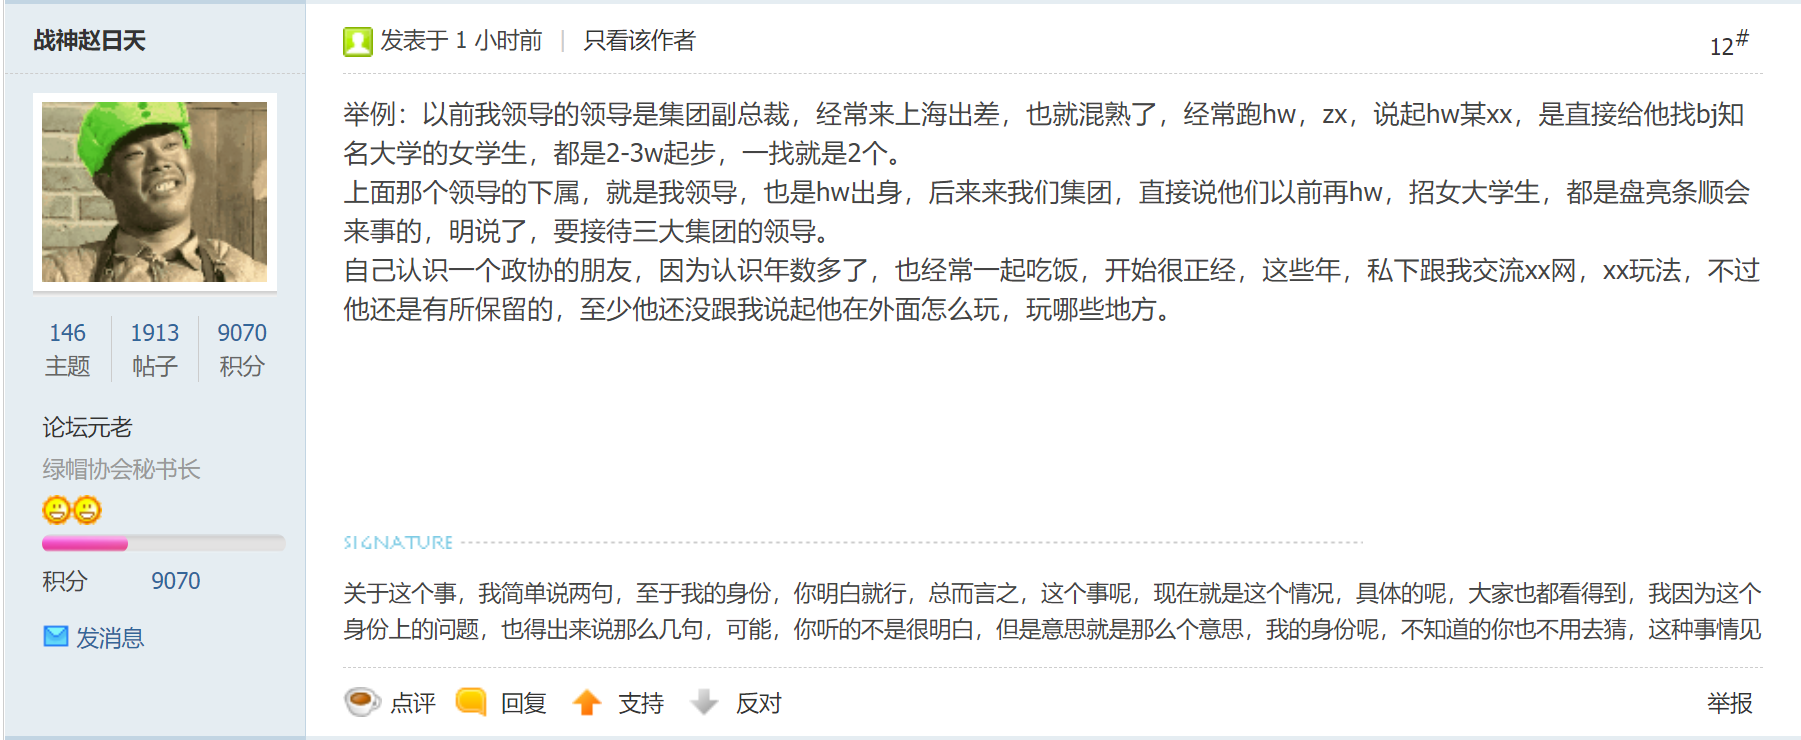 战神赵日天
发表于 1 小时前 | 只看该作者
12#
举例：以前我领导的领导是集团副总裁，经常来上海出差，也就混熟了，经常跑hw，zx，说起hw某xx，是直接给他找bj知
名大学的女学生，都是2-3w起步，一找就是2个。
上面那个领导的下属，就是我领导，也是hw出身，后来来我们集团，直接说他们以前再hw，招女大学生，都是盘亮条顺会
来事的，明说了，要接待三大集团的领导。
自己认识一个政协的朋友，因为认识年数多了，也经常一起吃饭，开始很正经，这些年，私下跟我交流xx网，xx玩法，不过
他还是有所保留的，至少他还没跟我说起他在外面怎么玩，玩哪些地方。
146 1913 9070
主题 帖子 积分
论坛元老
绿帽协会秘书长
积分 9070
发消息
SIGNATURE
关于这个事，我简单说两句，至于我的身份，你明白就行，总而言之，这个事呢，现在就是这个情况，具体的呢，大家也都看得到，我因为这个
身份上的问题，也得出来说那么几句，可能，你听的不是很明白，但是意思就是那么个意思，我的身份呢，不知道的你也不用去猜，这种事情见
点评 回复 支持 反对 举报